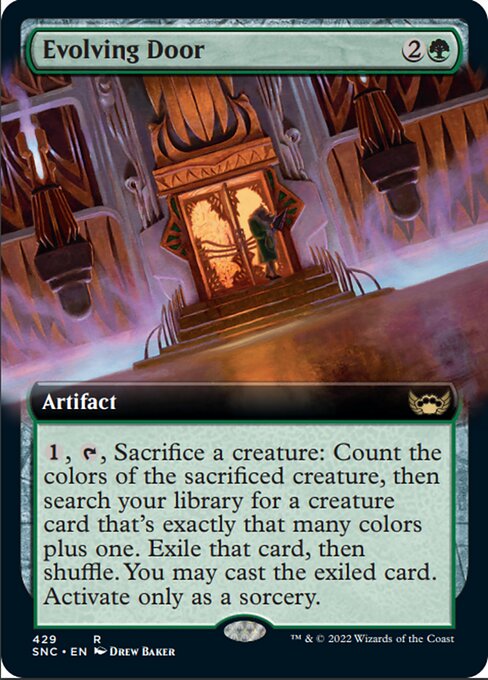 Evolving Door 2
Artifact
1, Sacrifice a creature: Count the
colors of the sacrificed creature, then
search your library for a creature
card that's exactly that many colors
plus one. Exile that card, then
shuffle. You may cast the exiled card.
Activate only as a sorcery.
429 R
SNC • EN Drew Baker
™ & © 2022 Wizards of the Coast